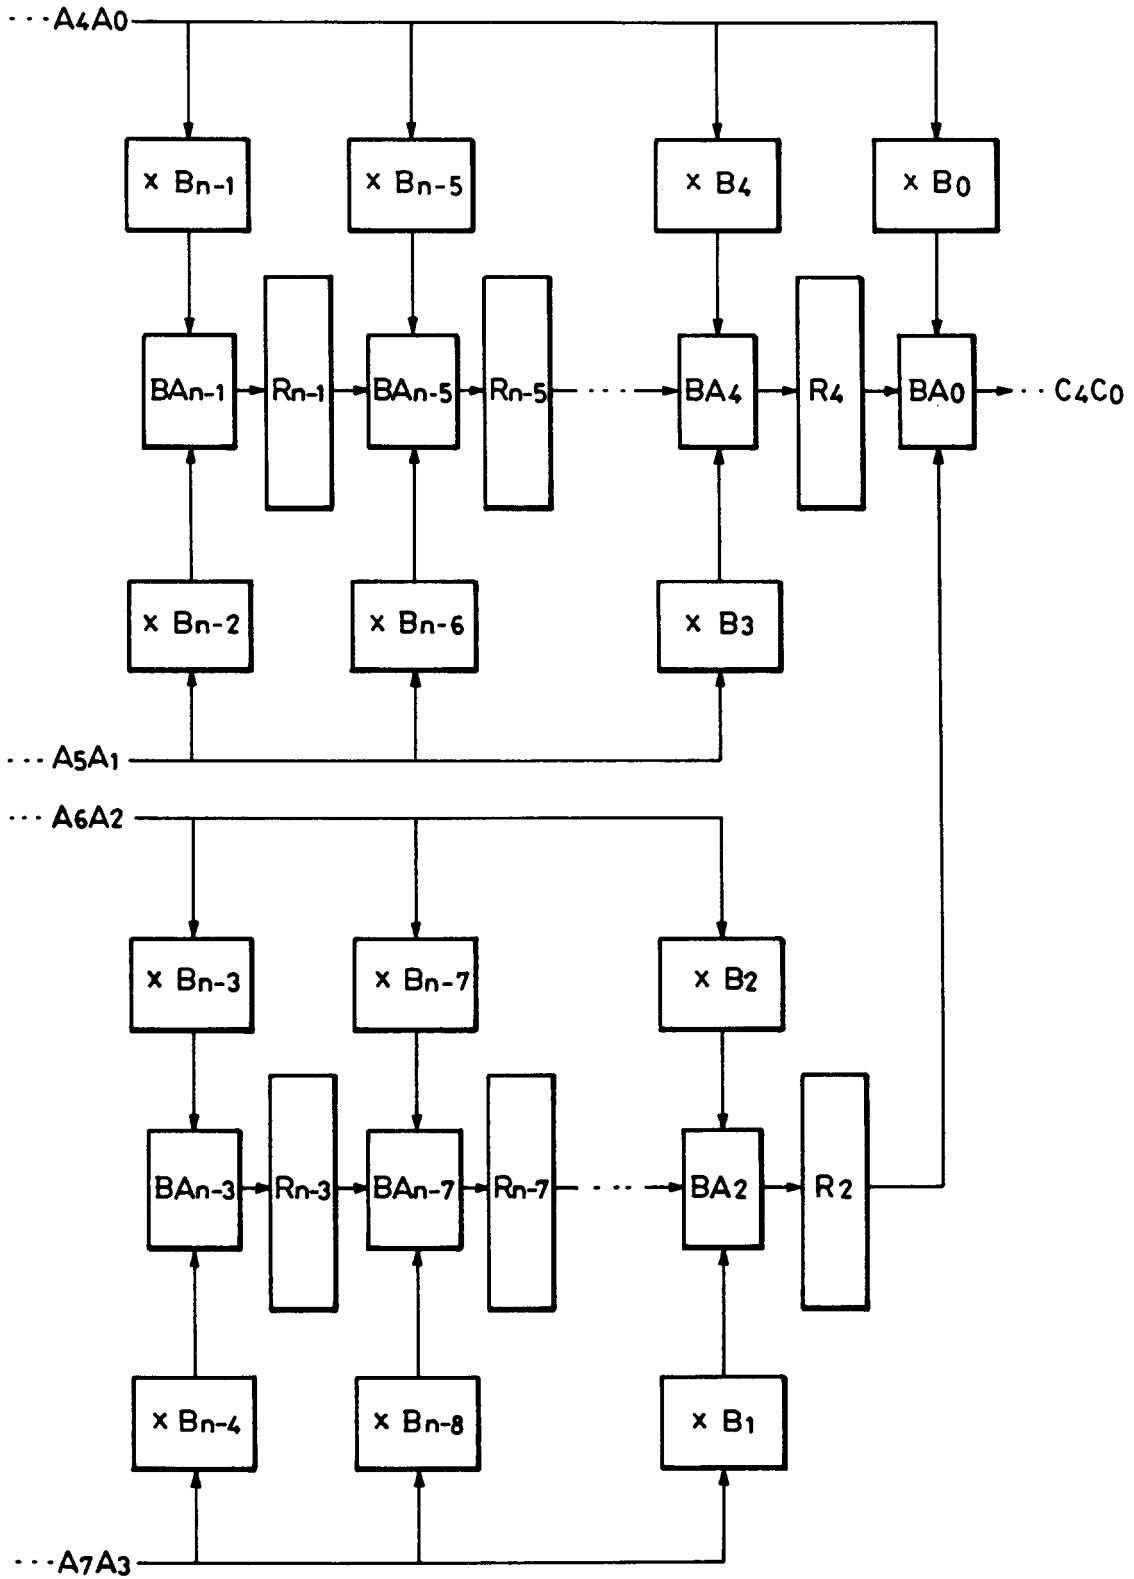 ···A4A0
× Bn-1 × Bn-5 × B4 × B0
BAn-1 Rn-1 BAn-5 Rn-5 ··· BA4 R4 BA0 ·· C4C0
× Bn-2 × Bn-6 × B3
···A5A1
···A6A2
× Bn-3 × Bn-7 × B2
BAn-3 Rn-3 BAn-7 Rn-7 ··· BA2 R2
× Bn-4 × Bn-8 × B1
···A7A3